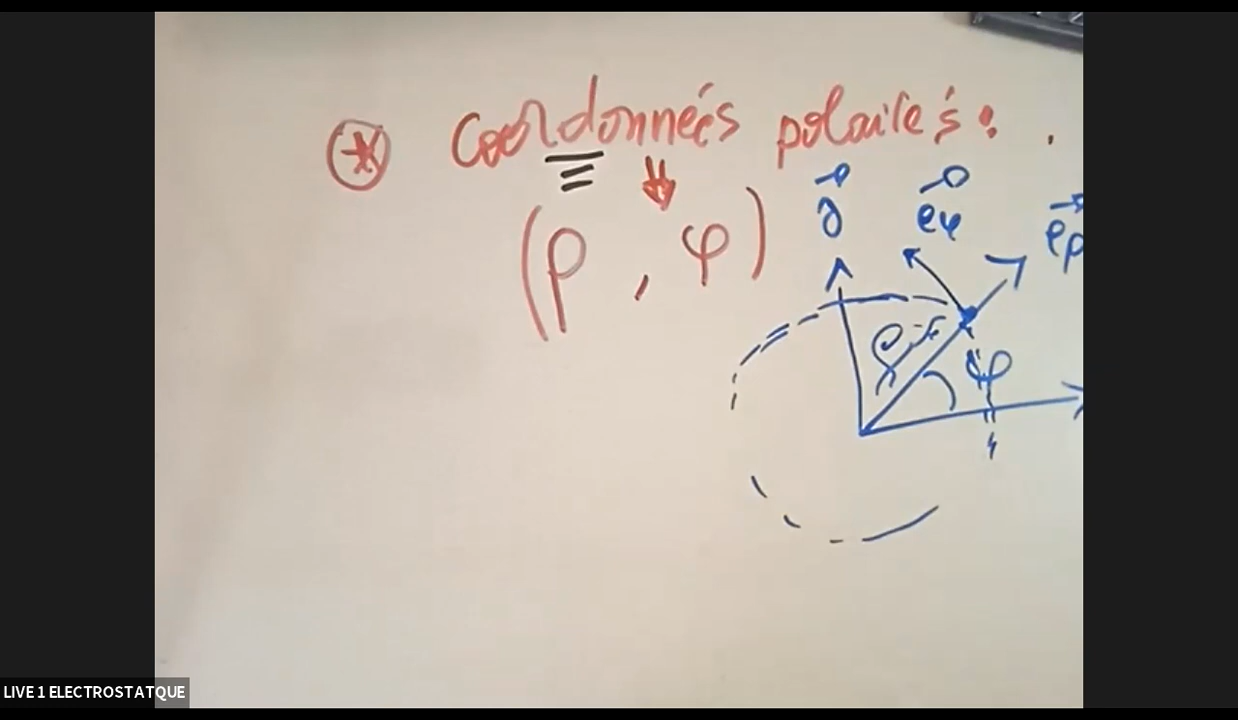 * Coordonnées polaires :
(ρ , φ)
j⃗ e⃗φ e⃗ρ
ρ φ
LIVE 1 ELECTROSTATQUE